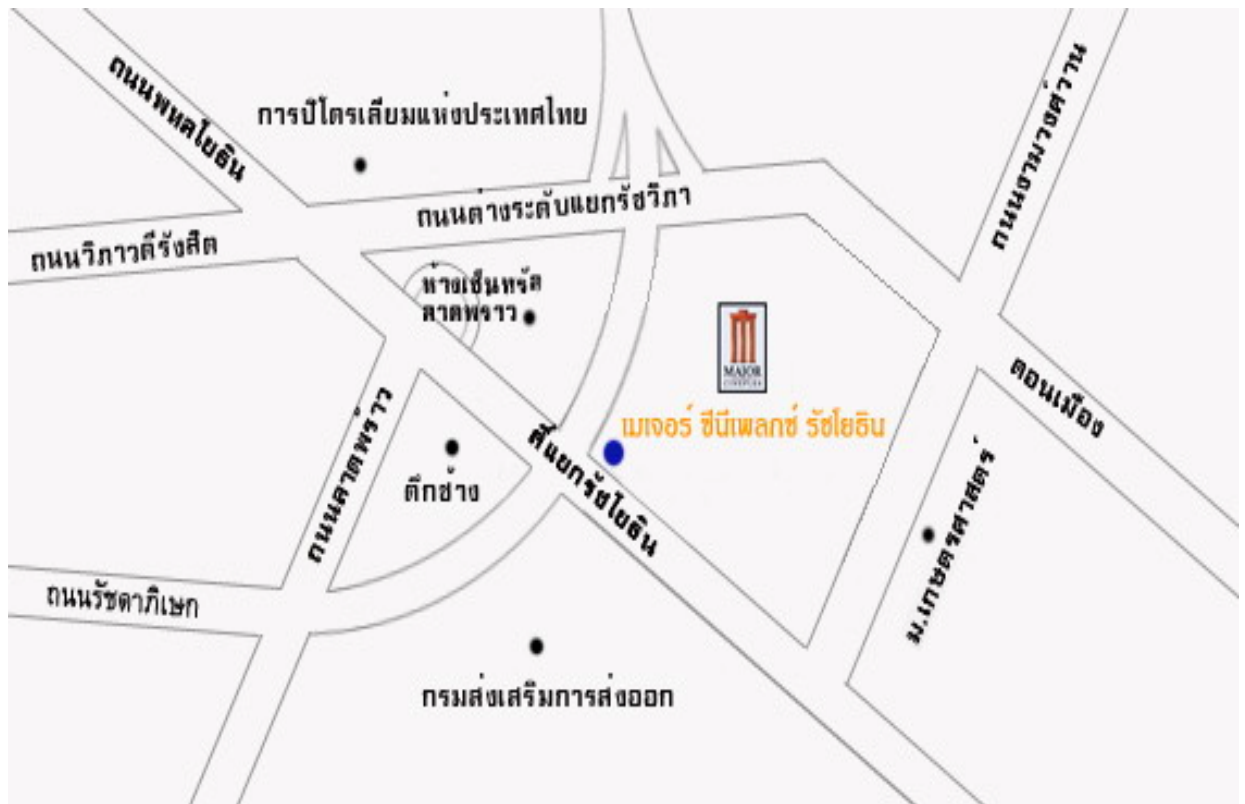 ถนนพหลโยธิน
การปิโตรเลียมแห่งประเทศไทย
ถนนงามวงศ์วาน
ถนนต่างระดับแยกรัชวิภา
ถนนวิภาวดีรังสิต
ห้างเซ็นทรัล
ลาดพราว
MAJOR
CINEPLEX
เมเจอร์ ซีนีเพลกซ์ รัชโยธิน
ดอนเมือง
ถนนลาดพร้าว
สี่แยกรัชโยธิน
ตึกช้าง
ม.เกษตรศาสตร์
ถนนรัชดาภิเษก
กรมส่งเสริมการส่งออก